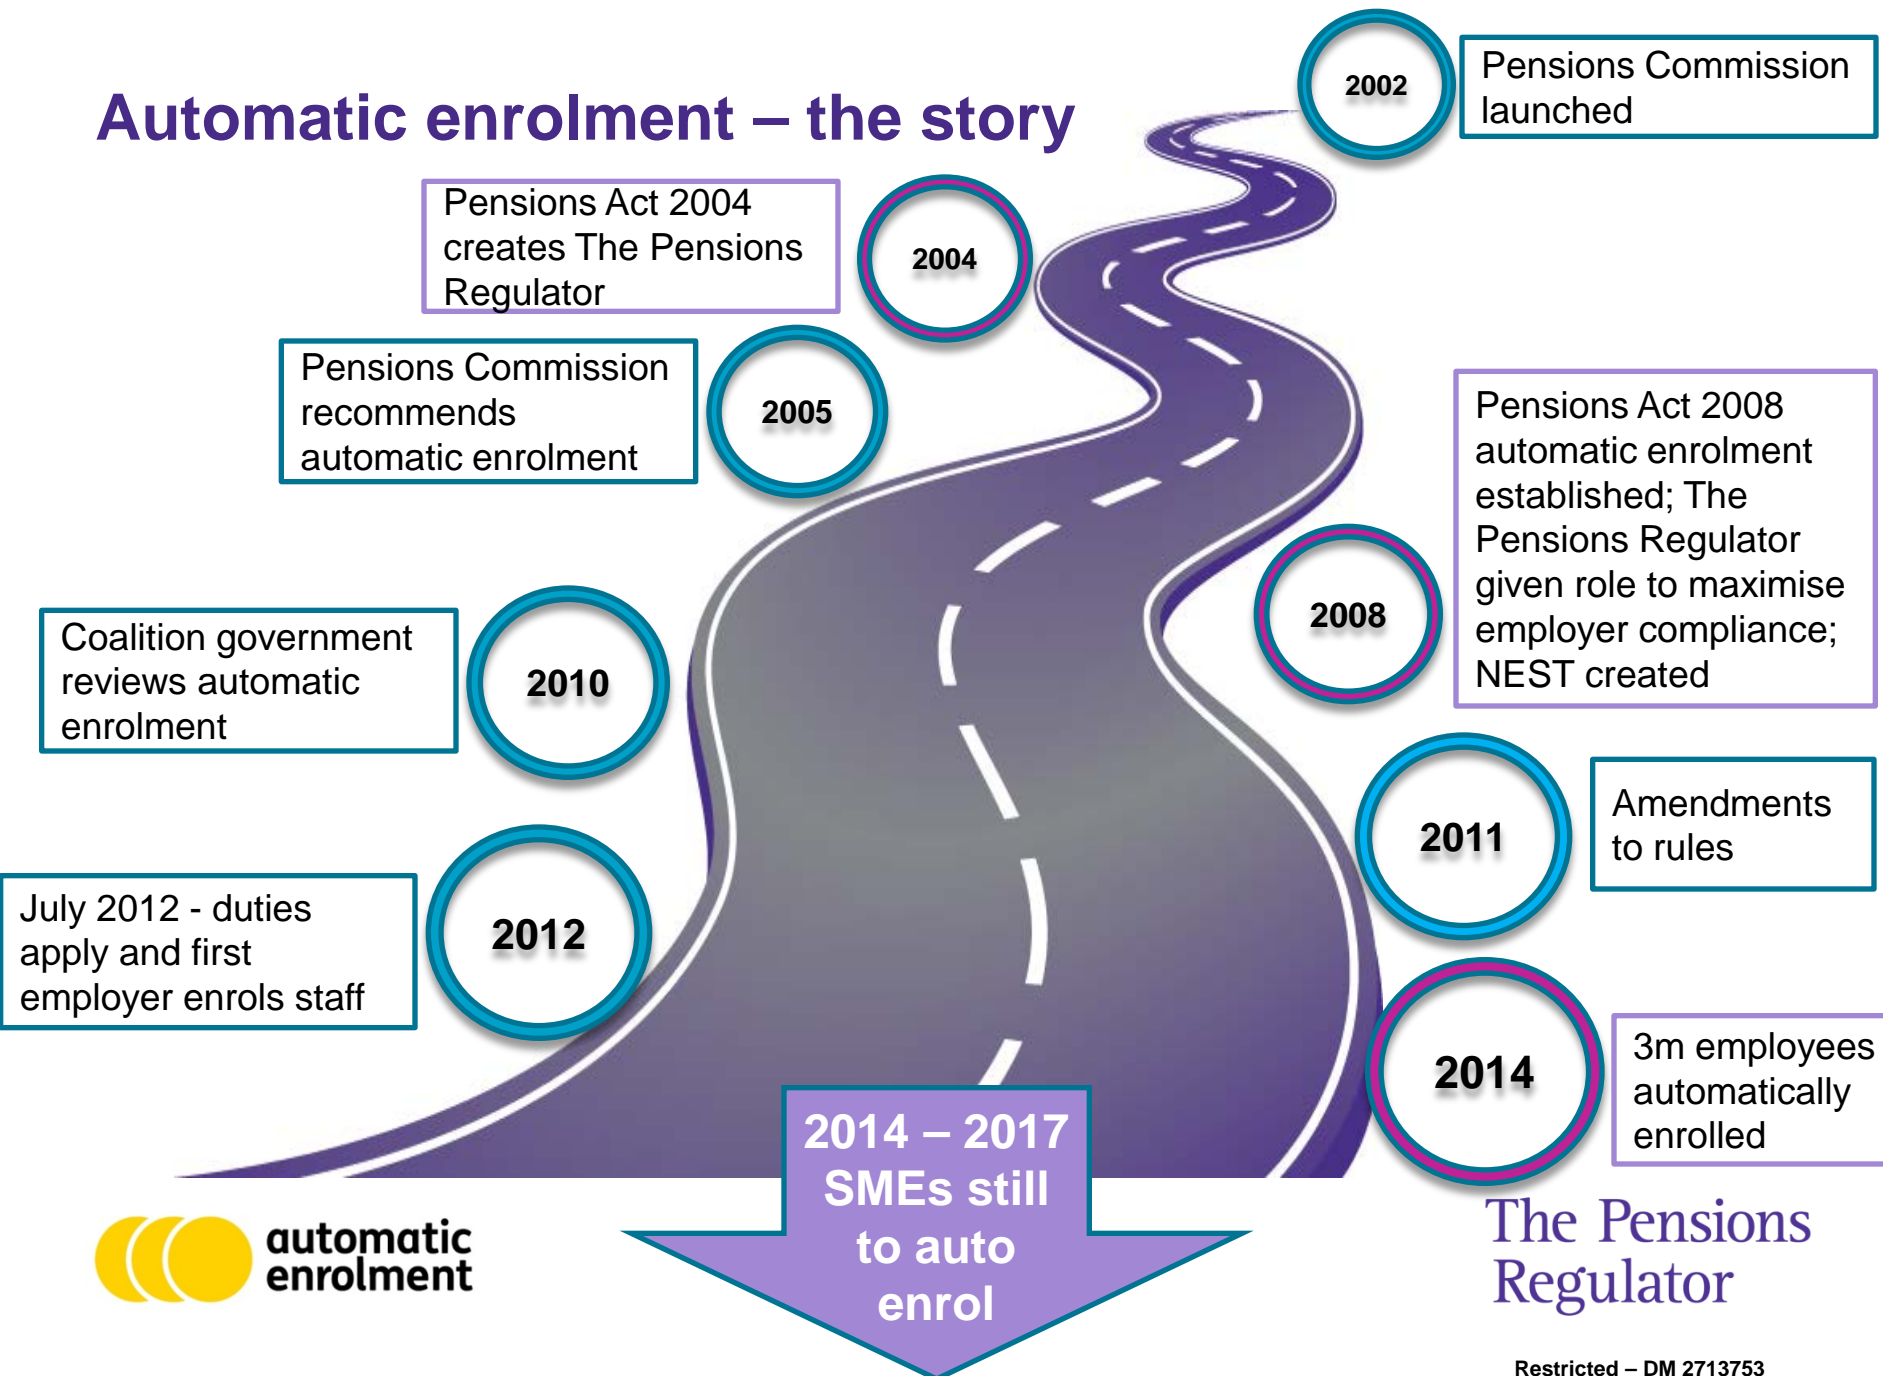 Automatic enrolment – the story
2002
Pensions Commission
launched
Pensions Act 2004
creates The Pensions
Regulator
2004
Pensions Commission
recommends
automatic enrolment
2005
Pensions Act 2008
automatic enrolment
established; The
Pensions Regulator
given role to maximise
employer compliance;
NEST created
2008
Coalition government
reviews automatic
enrolment
2010
2011
Amendments
to rules
July 2012 - duties
apply and first
employer enrols staff
2012
2014
3m employees
automatically
enrolled
2014 – 2017
SMEs still
to auto
enrol
automatic
enrolment
The Pensions
Regulator
Restricted – DM 2713753